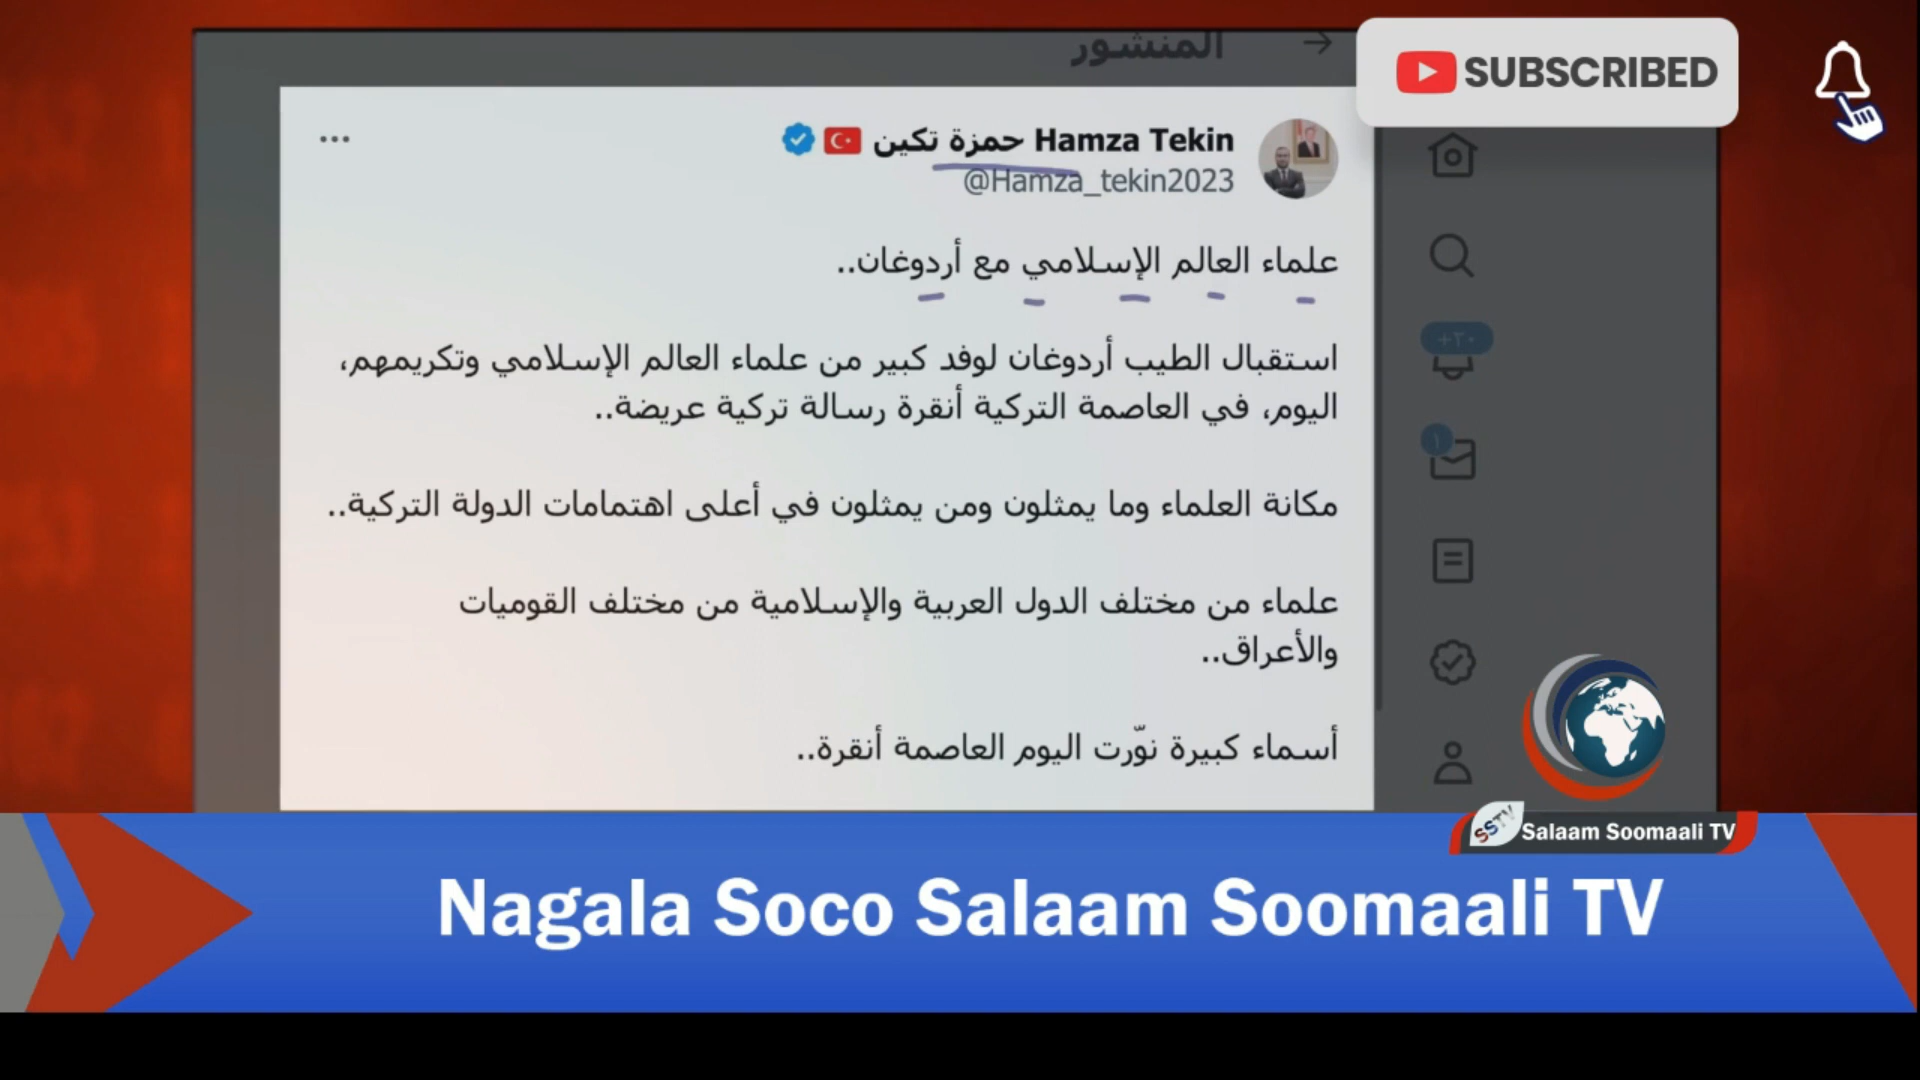 المنشور
SUBSCRIBED
Hamza Tekin حمزة تكين
@Hamza_tekin2023
علماء العالم الإسلامي مع أردوغان..
استقبال الطيب أردوغان لوفد كبير من علماء العالم الإسلامي وتكريمهم،
اليوم، في العاصمة التركية أنقرة رسالة تركية عريضة..
مكانة العلماء وما يمثلون ومن يمثلون في أعلى اهتمامات الدولة التركية..
علماء من مختلف الدول العربية والإسلامية من مختلف القوميات
والأعراق..
أسماء كبيرة نوّرت اليوم العاصمة أنقرة..
+٢٠
١
SSTV Salaam Soomaali TV
Nagala Soco Salaam Soomaali TV